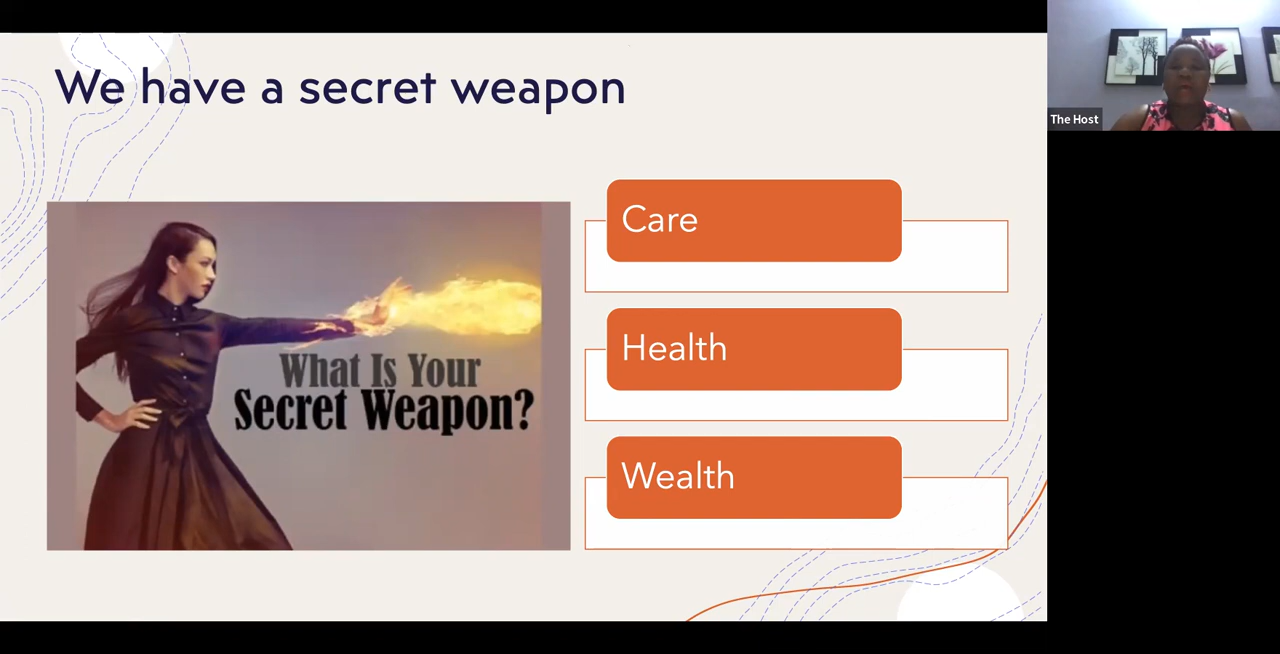 We have a secret weapon
What Is Your
Secret Weapon?
Care
Health
Wealth
The Host